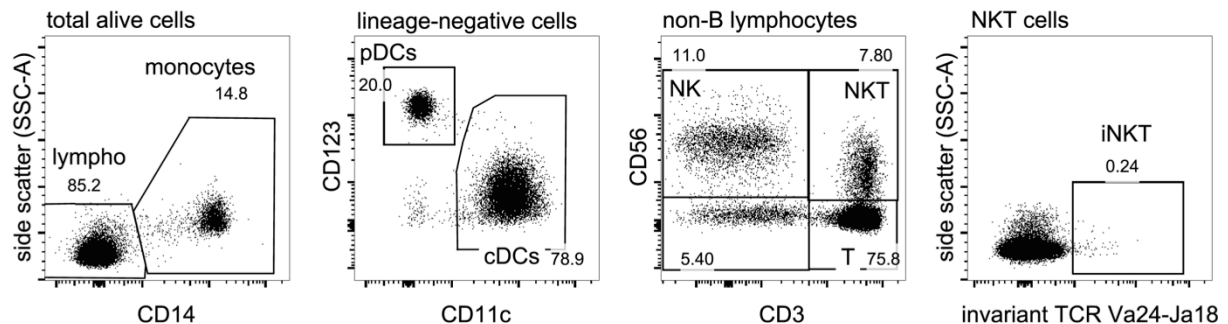 total alive cells
monocytes
14.8
lympho
85.2
side scatter (SSC-A)
CD14
lineage-negative cells
pDCs
20.0
CD123
cDCs 78.9
CD11c
non-B lymphocytes
11.0 7.80
NK NKT
CD56
5.40 T 75.8
CD3
NKT cells
iNKT
0.24
side scatter (SSC-A)
invariant TCR Va24-Ja18